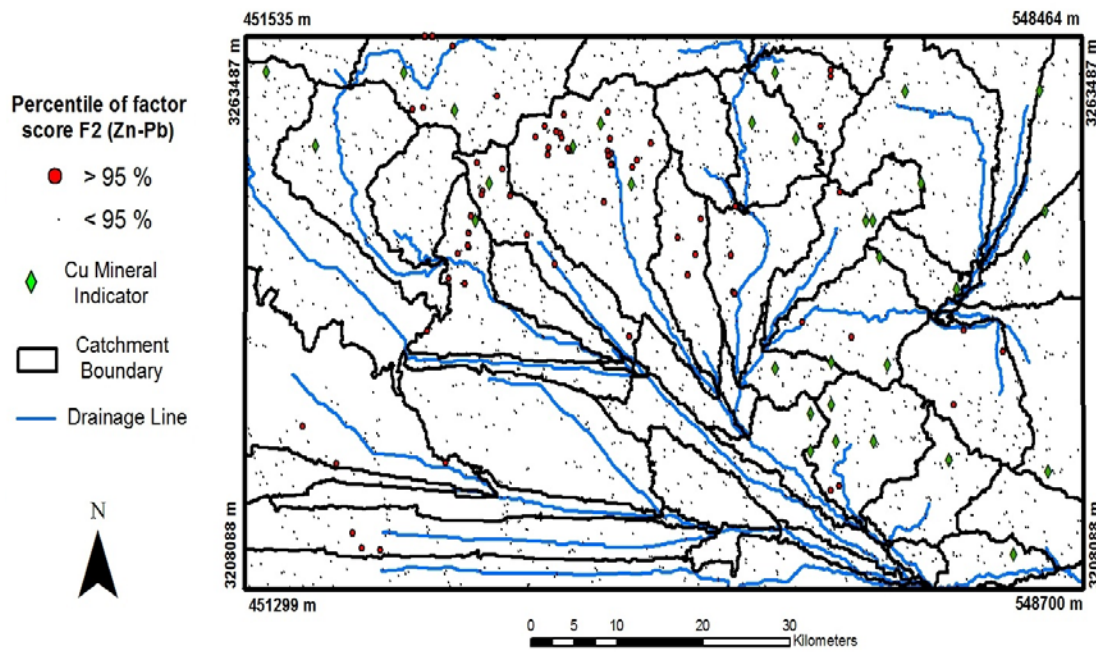 451535 m
548464 m
3263487 m
3263487 m
Percentile of factor
score F2 (Zn-Pb)
> 95 %
< 95 %
Cu Mineral
Indicator
Catchment
Boundary
Drainage Line
N
3208088 m
3208088 m
451299 m
548700 m
0 5 10 20 30
Kilometers